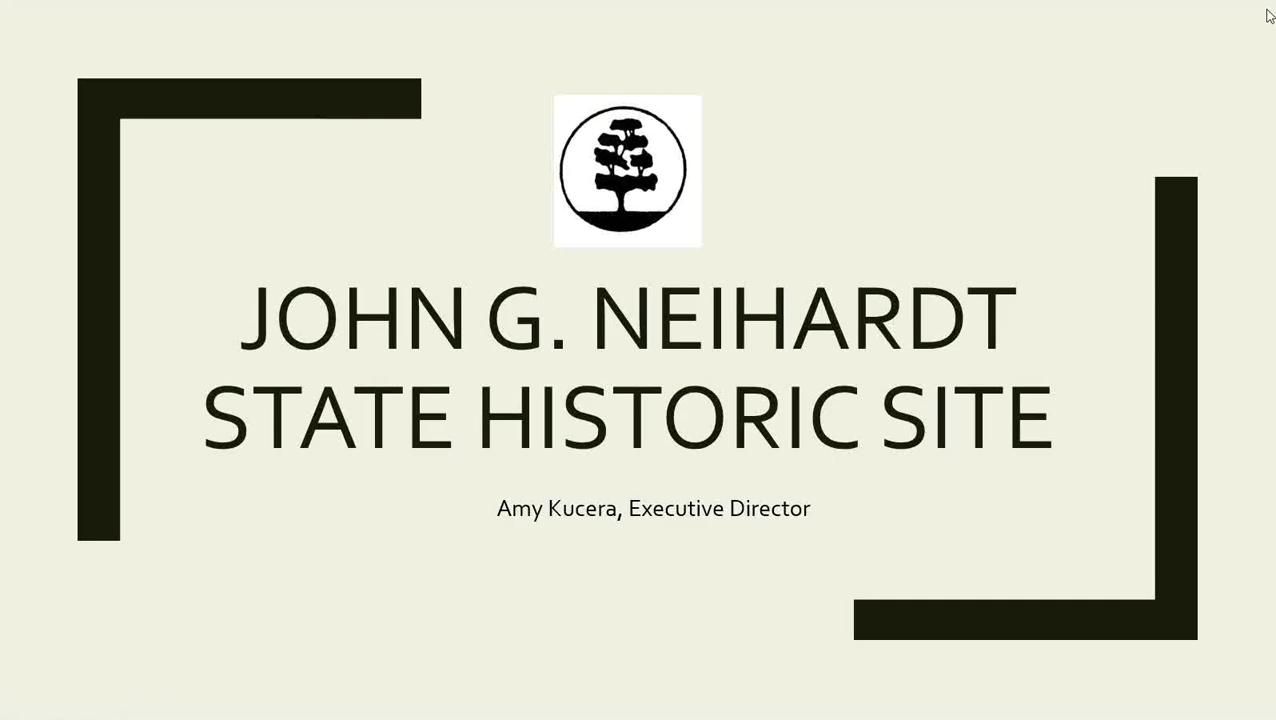 JOHN G. NEIHARDT
STATE HISTORIC SITE
Amy Kucera, Executive Director